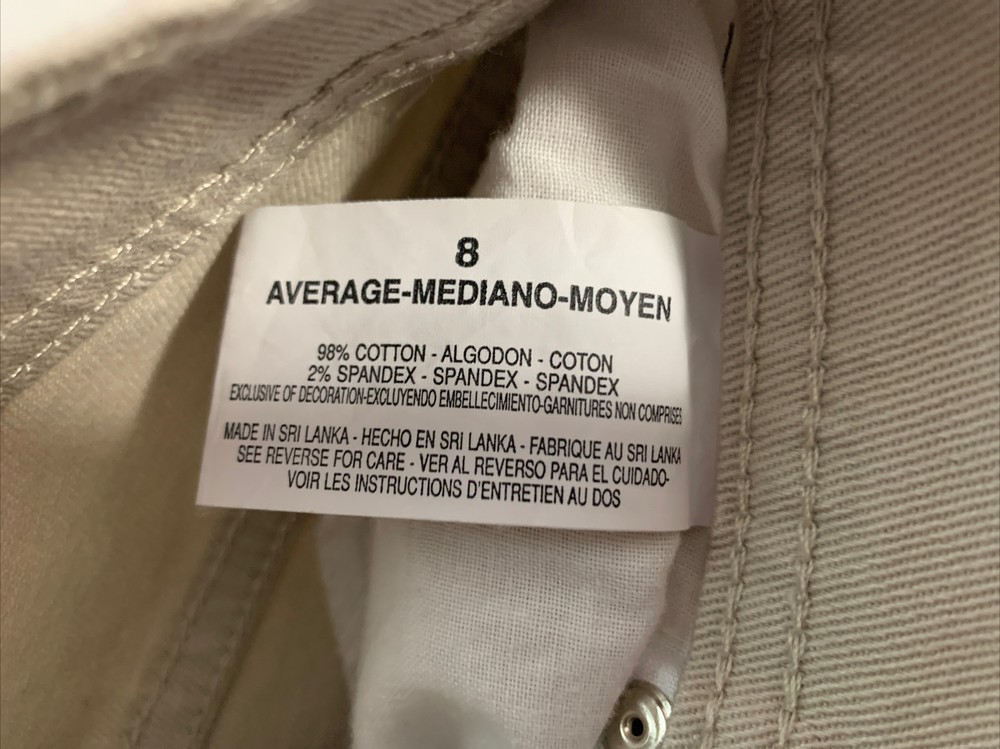 8
AVERAGE-MEDIANO-MOYEN
98% COTTON - ALGODON - COTON
2% SPANDEX - SPANDEX - SPANDEX
EXCLUSIVE OF DECORATION-EXCLUYENDO EMBELLECIMIENTO-GARNITURES NON COMPRISES
MADE IN SRI LANKA - HECHO EN SRI LANKA - FABRIQUE AU SRI LANKA
SEE REVERSE FOR CARE - VER AL REVERSO PARA EL CUIDADO-
VOIR LES INSTRUCTIONS D'ENTRETIEN AU DOS